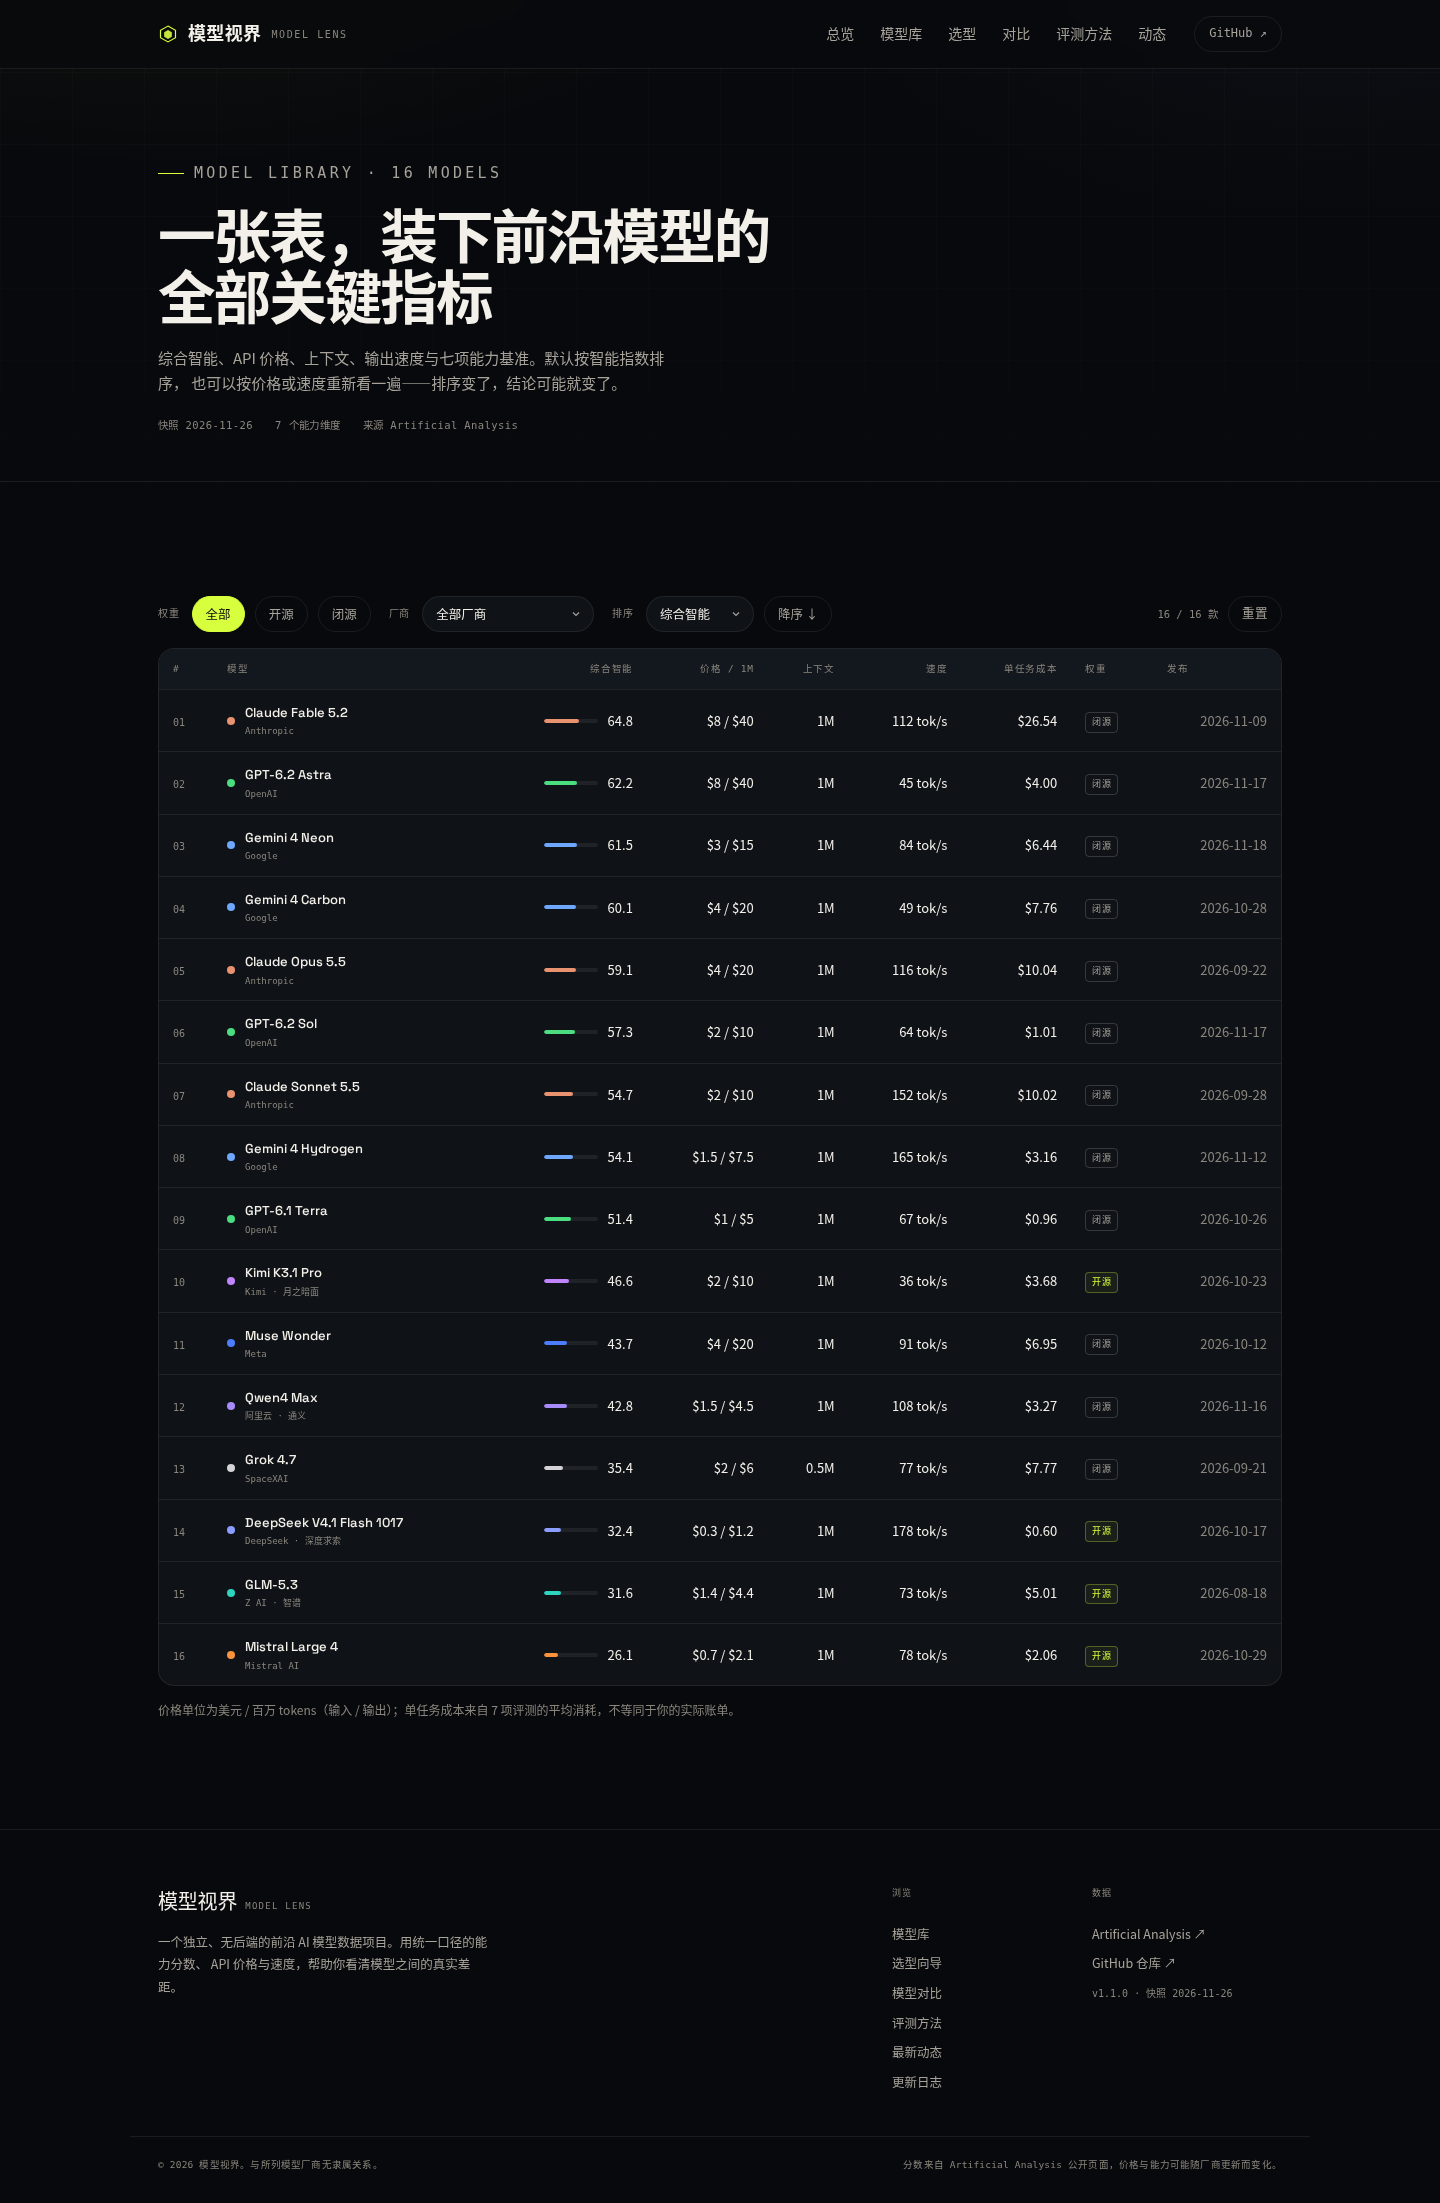 模型视界 MODEL LENS 总览 模型库 选型 对比 评测方法 动态 GitHub ↗
MODEL LIBRARY · 16 MODELS
一张表，装下前沿模型的
全部关键指标
综合智能、API 价格、上下文、输出速度与七项能力基准。默认按智能指数排
序， 也可以按价格或速度重新看一遍——排序变了，结论可能就变了。
快照 2026-11-26 7 个能力维度 来源 Artificial Analysis
权重 全部 开源 闭源 厂商 全部厂商 排序 综合智能 降序 ↓ 16 / 16 款 重置
# 模型 综合智能 价格 / 1M 上下文 速度 单任务成本 权重 发布
01 Claude Fable 5.2 64.8 $8 / $40 1M 112 tok/s $26.54 闭源 2026-11-09
Anthropic
02 GPT-6.2 Astra 62.2 $8 / $40 1M 45 tok/s $4.00 闭源 2026-11-17
OpenAI
03 Gemini 4 Neon 61.5 $3 / $15 1M 84 tok/s $6.44 闭源 2026-11-18
Google
04 Gemini 4 Carbon 60.1 $4 / $20 1M 49 tok/s $7.76 闭源 2026-10-28
Google
05 Claude Opus 5.5 59.1 $4 / $20 1M 116 tok/s $10.04 闭源 2026-09-22
Anthropic
06 GPT-6.2 Sol 57.3 $2 / $10 1M 64 tok/s $1.01 闭源 2026-11-17
OpenAI
07 Claude Sonnet 5.5 54.7 $2 / $10 1M 152 tok/s $10.02 闭源 2026-09-28
Anthropic
08 Gemini 4 Hydrogen 54.1 $1.5 / $7.5 1M 165 tok/s $3.16 闭源 2026-11-12
Google
09 GPT-6.1 Terra 51.4 $1 / $5 1M 67 tok/s $0.96 闭源 2026-10-26
OpenAI
10 Kimi K3.1 Pro 46.6 $2 / $10 1M 36 tok/s $3.68 开源 2026-10-23
Kimi · 月之暗面
11 Muse Wonder 43.7 $4 / $20 1M 91 tok/s $6.95 闭源 2026-10-12
Meta
12 Qwen4 Max 42.8 $1.5 / $4.5 1M 108 tok/s $3.27 闭源 2026-11-16
阿里云 · 通义
13 Grok 4.7 35.4 $2 / $6 0.5M 77 tok/s $7.77 闭源 2026-09-21
SpaceXAI
14 DeepSeek V4.1 Flash 1017 32.4 $0.3 / $1.2 1M 178 tok/s $0.60 开源 2026-10-17
DeepSeek · 深度求索
15 GLM-5.3 31.6 $1.4 / $4.4 1M 73 tok/s $5.01 开源 2026-08-18
Z AI · 智谱
16 Mistral Large 4 26.1 $0.7 / $2.1 1M 78 tok/s $2.06 开源 2026-10-29
Mistral AI
价格单位为美元 / 百万 tokens（输入 / 输出）；单任务成本来自 7 项评测的平均消耗，不等同于你的实际账单。
模型视界 MODEL LENS
一个独立、无后端的前沿 AI 模型数据项目。用统一口径的能
力分数、 API 价格与速度，帮助你看清模型之间的真实差
距。
浏览
模型库
选型向导
模型对比
评测方法
最新动态
更新日志
数据
Artificial Analysis ↗
GitHub 仓库 ↗
v1.1.0 · 快照 2026-11-26
© 2026 模型视界。与所列模型厂商无隶属关系。
分数来自 Artificial Analysis 公开页面，价格与能力可能随厂商更新而变化。